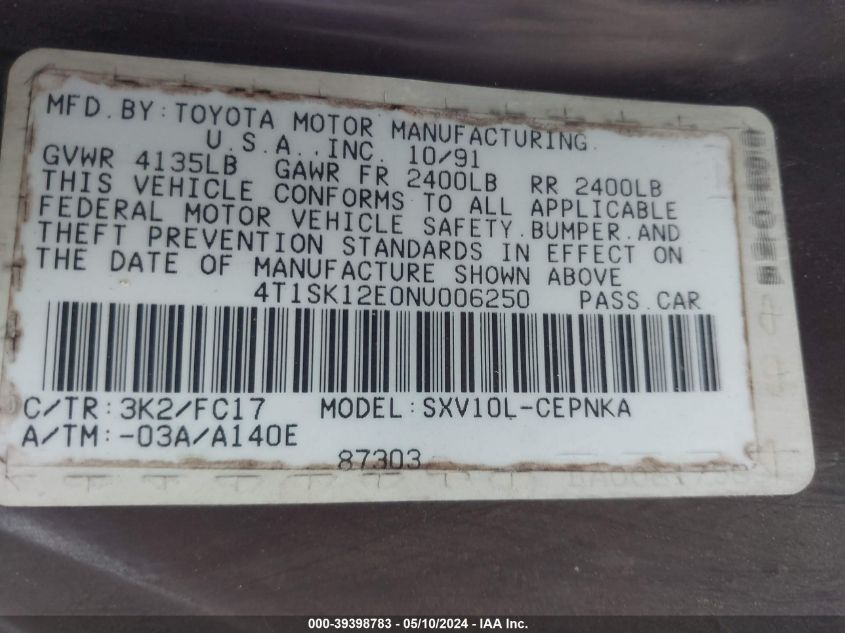 MFD. BY: TOYOTA MOTOR MANUFACTURING
U.S.A., INC. 10/91
GVWR 4135LB GAWR FR 2400LB RR 2400LB
THIS VEHICLE CONFORMS TO ALL APPLICABLE
FEDERAL MOTOR VEHICLE SAFETY.BUMPER.AND
THEFT PREVENTION STANDARDS IN EFFECT ON
THE DATE OF MANUFACTURE SHOWN ABOVE
4T1SK12E0NU006250 PASS.CAR
C/TR:3K2/FC17 MODEL:SXV10L-CEPNKA
A/TM:-03A/A140E
87303
000-39398783 - 05/10/2024 - IAA Inc.